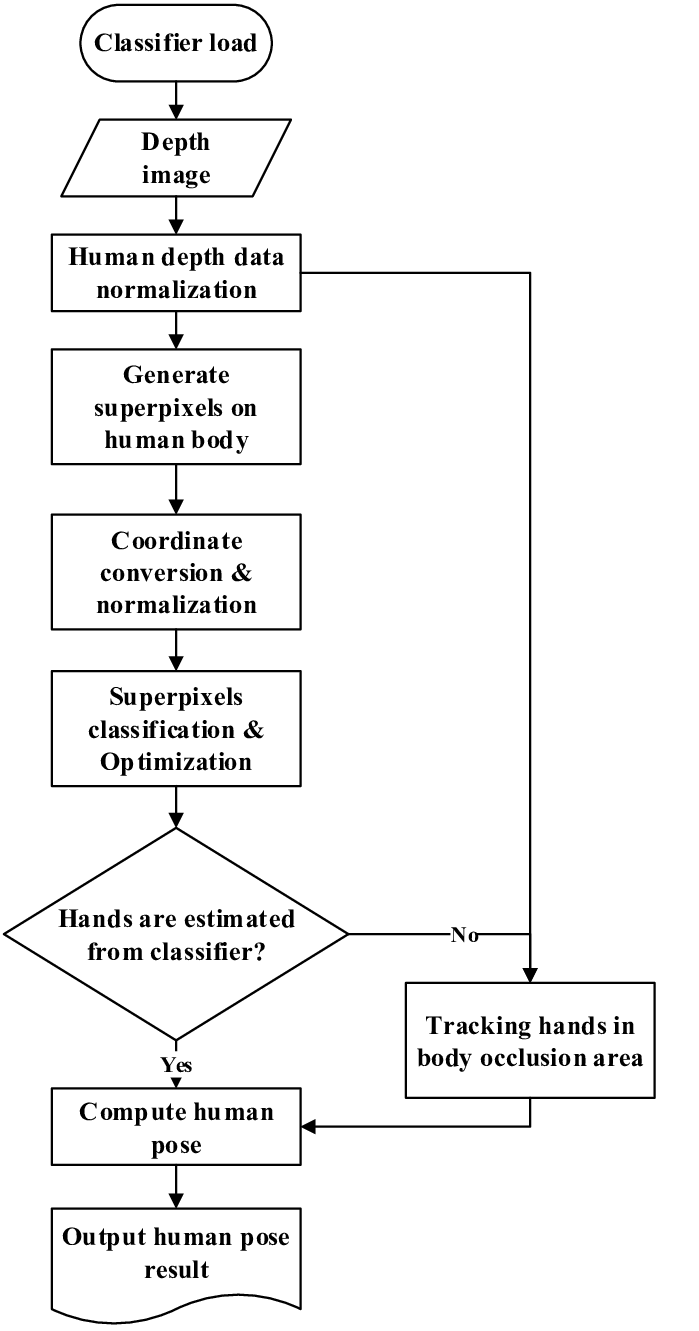 Classifier load
Depth
image
Human depth data
normalization
Generate
superpixels on
human body
Coordinate
conversion &
normalization
Superpixels
classification &
Optimization
Hands are estimated
from classifier?
No
Tracking hands in
body occlusion area
Yes
Compute human
pose
Output human pose
result